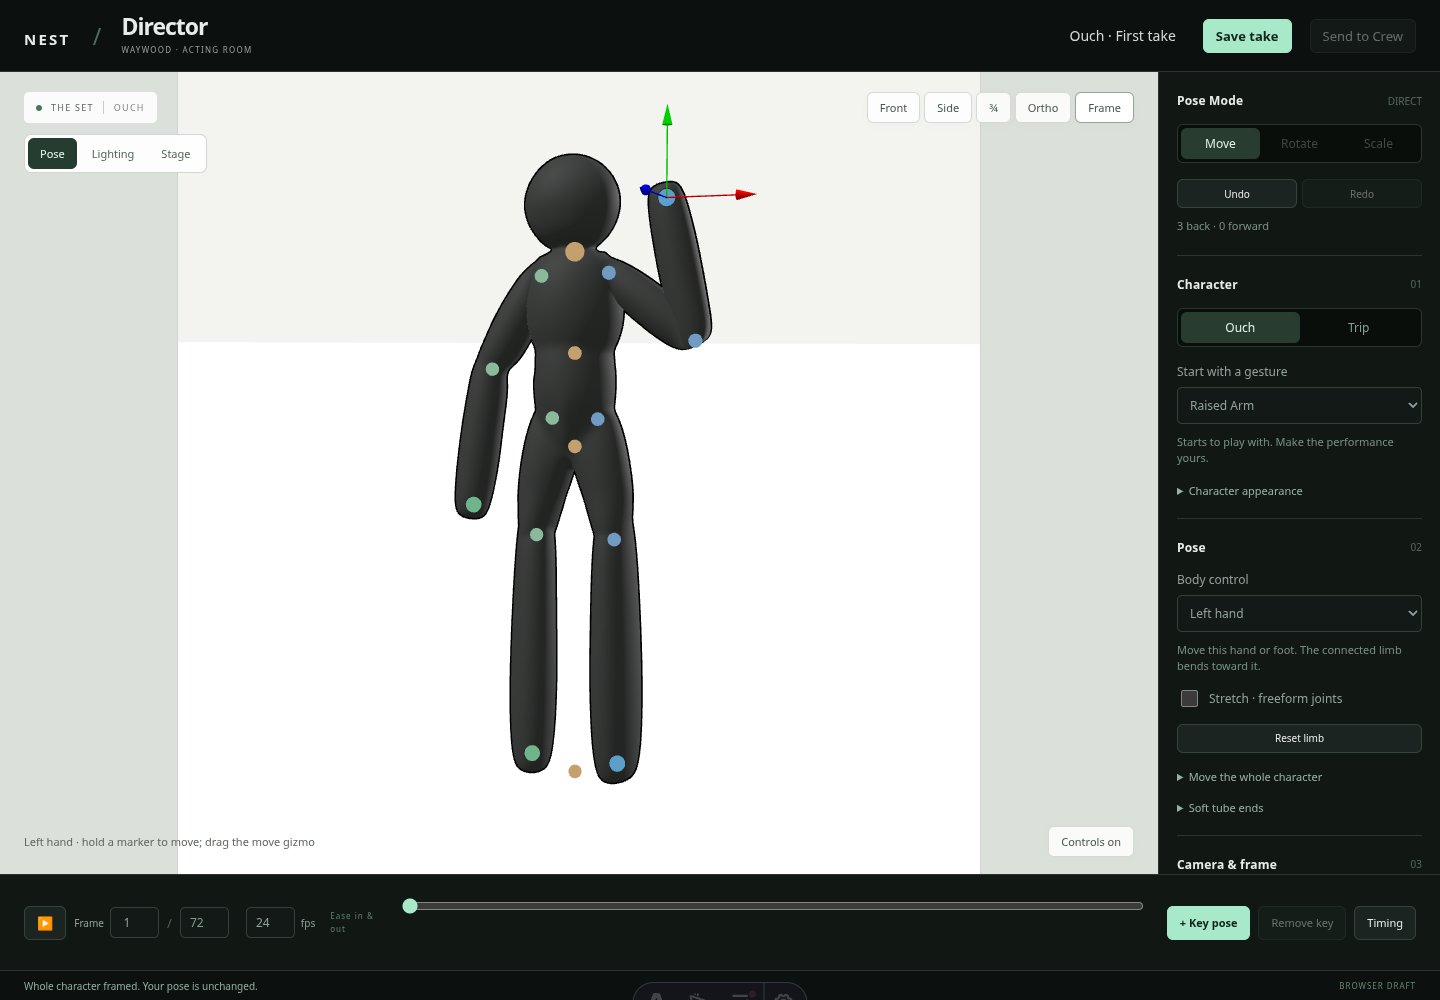 NEST / Director
WAYWOOD · ACTING ROOM
Ouch · First take
Save take
Send to Crew
THE SET | OUCH
Pose
Lighting
Stage
Front
Side
¾
Ortho
Frame
Left hand · hold a marker to move; drag the move gizmo
Controls on
Pose Mode
DIRECT
Move
Rotate
Scale
Undo
Redo
3 back · 0 forward
Character
01
Ouch
Trip
Start with a gesture
Raised Arm
Starts to play with. Make the performance
yours.
Character appearance
Pose
02
Body control
Left hand
Move this hand or foot. The connected limb
bends toward it.
Stretch · freeform joints
Reset limb
Move the whole character
Soft tube ends
Camera & frame
03
Frame
1
/
72
24
fps
Ease in &
out
+ Key pose
Remove key
Timing
Whole character framed. Your pose is unchanged.
BROWSER DRAFT